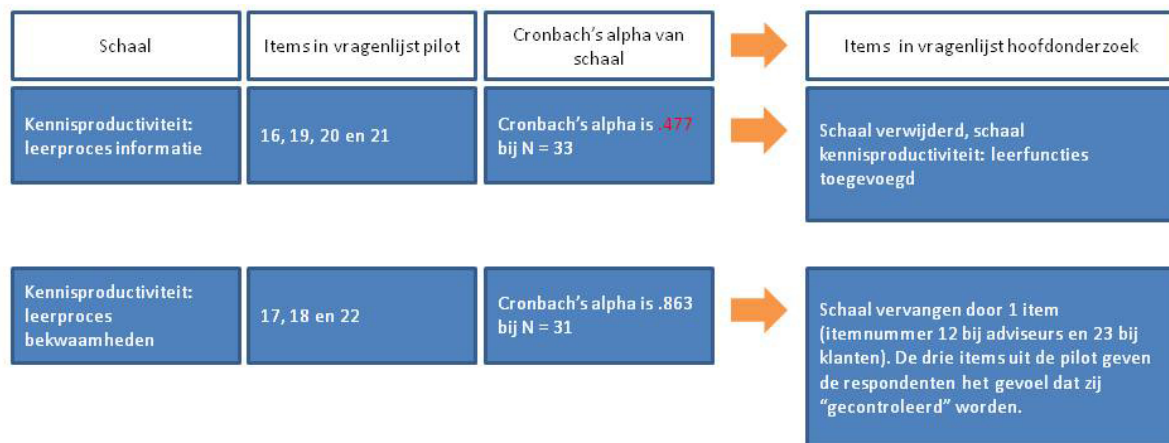 Schaal
Items in vragenlijst pilot
Cronbach's alpha van
schaal
Items in vragenlijst hoofdonderzoek
Kennisproductiviteit:
leerproces informatie
16, 19, 20 en 21
Cronbach's alpha is .477
bij N = 33
Schaal verwijderd, schaal
kennisproductiviteit: leerfuncties
toegevoegd
Kennisproductiviteit:
leerproces
bekwaamheden
17, 18 en 22
Cronbach's alpha is .863
bij N = 31
Schaal vervangen door 1 item
(itemnummer 12 bij adviseurs en 23 bij
klanten). De drie items uit de pilot geven
de respondenten het gevoel dat zij
"gecontroleerd" worden.